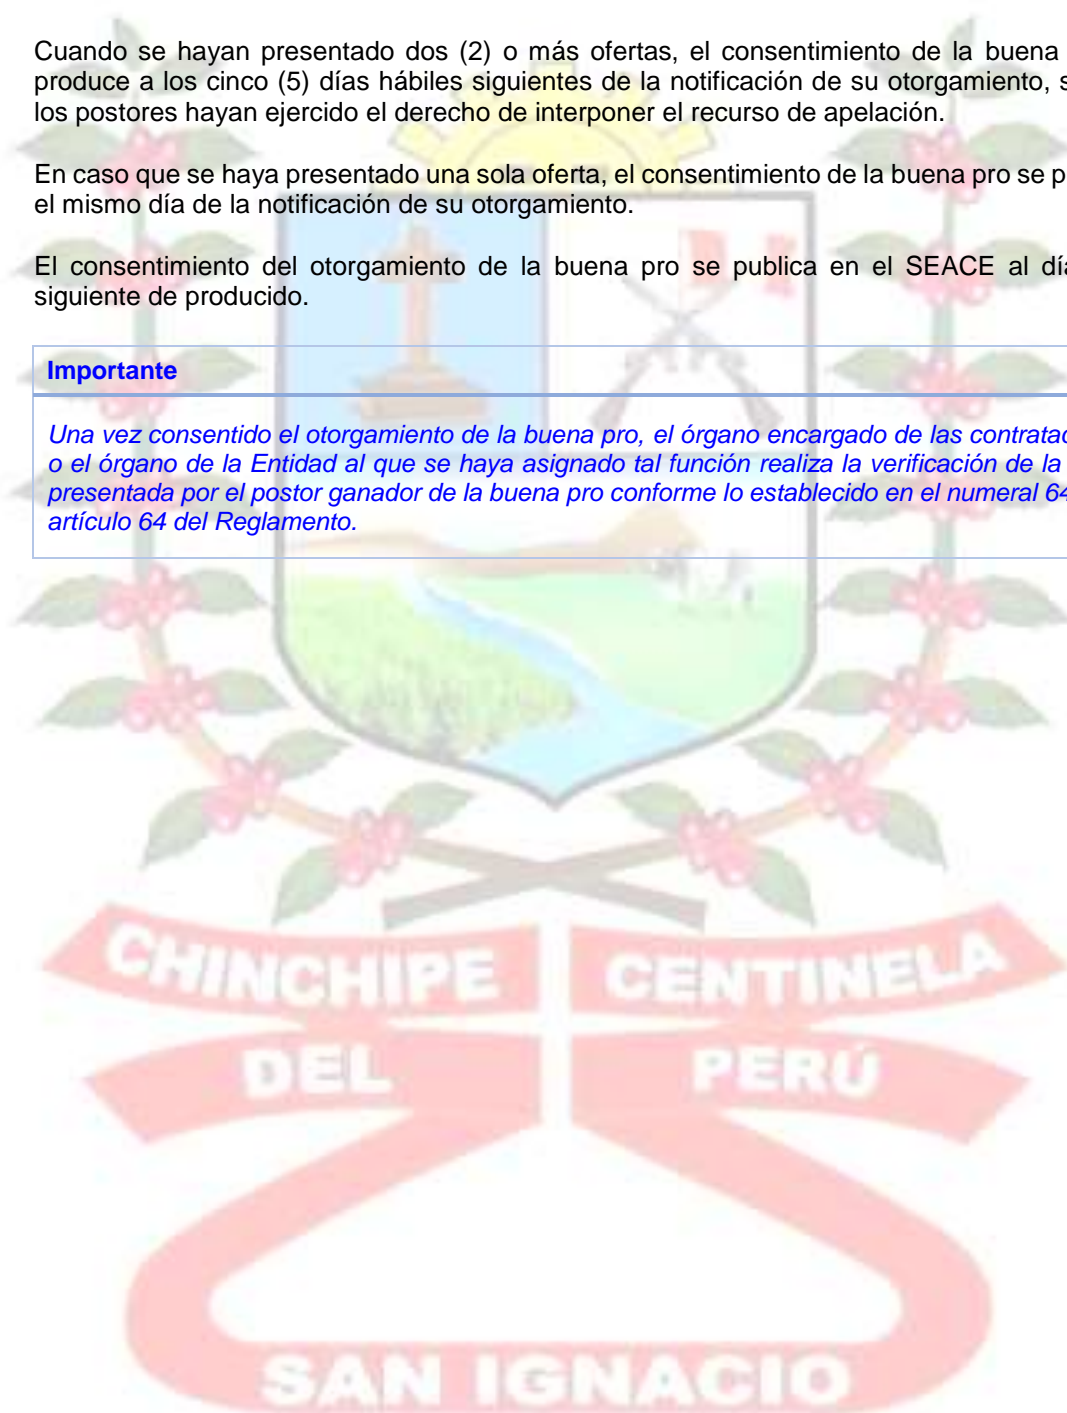 Cuando se hayan presentado dos (2) o más ofertas, el consentimiento de la buena
produce a los cinco (5) días hábiles siguientes de la notificación de su otorgamiento,
los postores hayan ejercido el derecho de interponer el recurso de apelación.
En caso que se haya presentado una sola oferta, el consentimiento de la buena pro se
el mismo día de la notificación de su otorgamiento.
El consentimiento del otorgamiento de la buena pro se publica en el SEACE al día
siguiente de producido.
Importante
Una vez consentido el otorgamiento de la buena pro, el órgano encargado de las
o el órgano de la Entidad al que se haya asignado tal función realiza la verificación de la
presentada por el postor ganador de la buena pro conforme lo establecido en el numeral 64
artículo 64 del Reglamento.
CHINCHIPE CENTINELA
DEL PERÚ
SAN IGNACIO